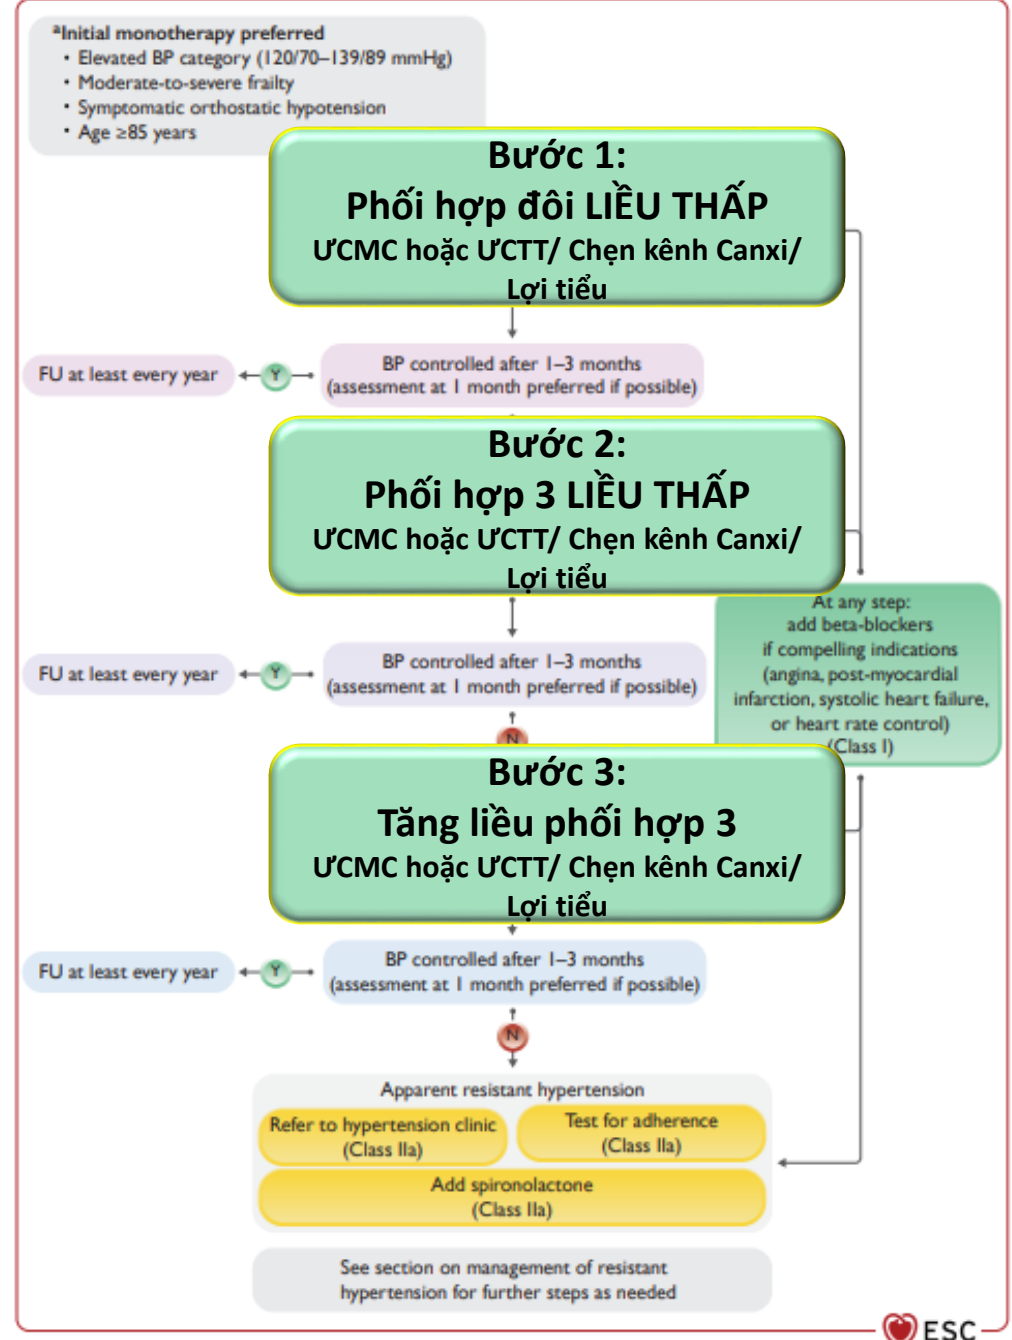 ªInitial monotherapy preferred
• Elevated BP category (120/70–139/89 mmHg)
• Moderate-to-severe frailty
• Symptomatic orthostatic hypotension
• Age ≥85 years
Bước 1:
Phối hợp đôi LIỀU THẤP
ƯCMC hoặc ƯCTT/ Chẹn kênh Canxi/
Lợi tiểu
BP controlled after 1–3 months
(assessment at 1 month preferred if possible)
Y
FU at least every year
Bước 2:
Phối hợp 3 LIỀU THẤP
ƯCMC hoặc ƯCTT/ Chẹn kênh Canxi/
Lợi tiểu
At any step:
add beta-blockers
if compelling indications
(angina, post-myocardial
infarction, systolic heart failure,
or heart rate control)
(Class I)
BP controlled after 1–3 months
(assessment at 1 month preferred if possible)
Y
FU at least every year
N
Bước 3:
Tăng liều phối hợp 3
ƯCMC hoặc ƯCTT/ Chẹn kênh Canxi/
Lợi tiểu
BP controlled after 1–3 months
(assessment at 1 month preferred if possible)
Y
FU at least every year
N
Apparent resistant hypertension
Refer to hypertension clinic
(Class IIa)
Test for adherence
(Class IIa)
Add spironolactone
(Class IIa)
See section on management of resistant
hypertension for further steps as needed
ESC